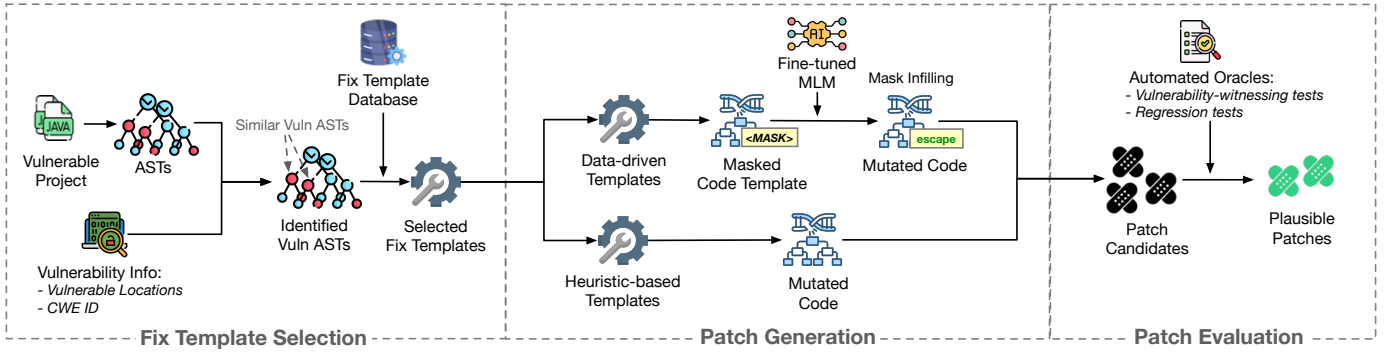 JAVA
JAVA
Vulnerable
Project
ASTs
Vulnerability Info:
- Vulnerable Locations
- CWE ID
Fix Template
Database
Similar Vuln ASTs
Identified
Vuln ASTs
Selected
Fix Templates
Fix Template Selection
Data-driven
Templates
<MASK>
Masked
Code Template
AI
Fine-tuned
MLM
Mask Infilling
escape
Mutated Code
Heuristic-based
Templates
Mutated
Code
Patch Generation
Automated Oracles:
- Vulnerability-witnessing tests
- Regression tests
Patch
Candidates
Plausible
Patches
Patch Evaluation